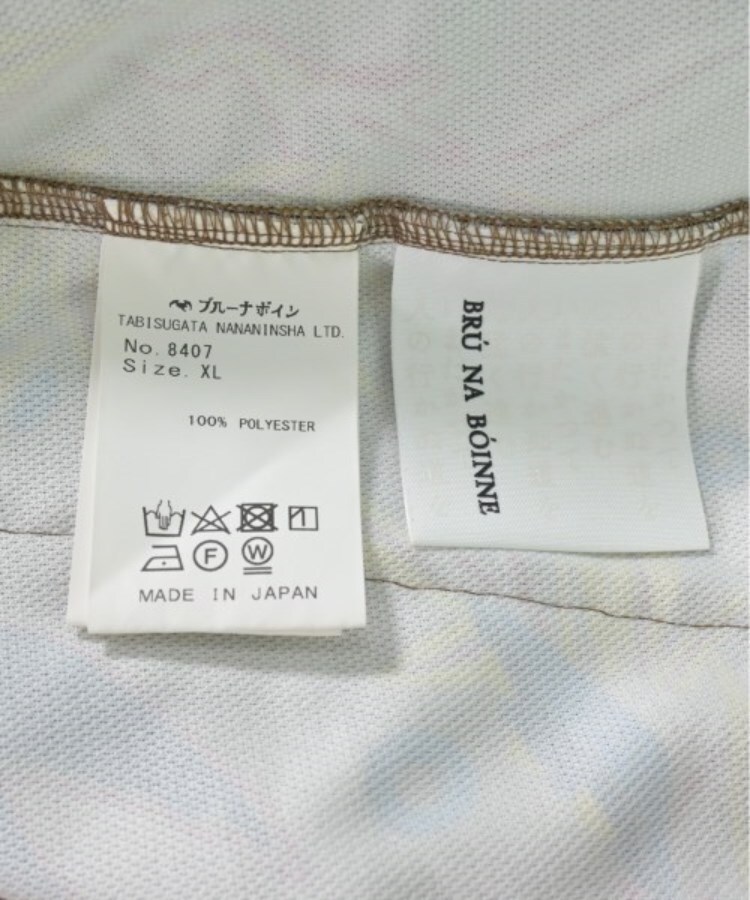 ブルーナボイン
TABISUGATA NANANINSHA LTD.
No. 8407
Size. XL
100% POLYESTER
F
W
MADE IN JAPAN
BRÚ NA BÓINNE